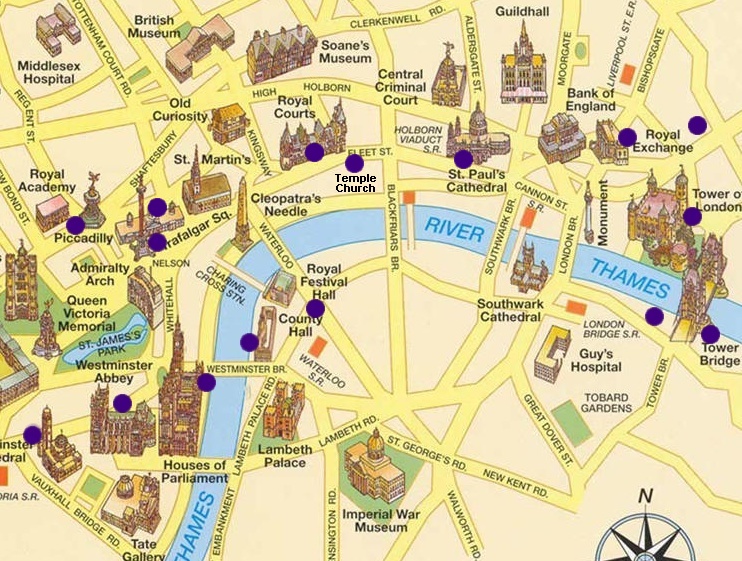 TOTTENHAM COURT RD.
British
Museum
CLERKENWELL RD.
Guildhall
Middlesex
Hospital
Soane's
Museum
ALDERSGATE ST.
MOORGATE
LIVERPOOL ST. E.R.
BISHOPSGATE
Central
Criminal
Court
HIGH
HOLBORN
REGENT ST.
Old
Curiosity
Royal
Courts
Bank of
England
HOLBORN
VIADUCT
S.R.
Royal
Exchange
SHAFTESBURY
St. Martin's
KINGSWAY
FLEET ST.
Temple
Church
St. Paul's
Cathedral
Royal
Academy
BOND ST.
Cleopatra's
Needle
BLACKFRIARS BR.
CANNON ST.
S.R.
Monument
Tower of
London
Piccadilly
Trafalgar Sq.
WATERLOO
RIVER
SOUTHWARK BR.
LONDON BR.
THAMES
Admiralty
Arch
NELSON
CHARING
CROSS STN.
Royal
Festival
Hall
Queen
Victoria
Memorial
WHITEHALL
County
Hall
Southwark
Cathedral
LONDON
BRIDGE S.R.
ST. JAMES'S
PARK
WATERLOO
S.R.
Guy's
Hospital
Tower
Bridge
Westminster
Abbey
WESTMINSTER BR.
TOWER BR.
TOBARD
GARDENS
GREAT DOVER ST.
LAMBETH PALACE RD.
LAMBETH RD.
ST. GEORGE'S RD.
Lambeth
Palace
NEW KENT RD.
inster
edral
Houses of
Parliament
ORIA S.R.
VAUXHALL BRIDGE RD.
THAMES
EMBANKMENT
NSINGTON RD.
WALWORTH RD.
Imperial War
Museum
Tate
Gallery
N